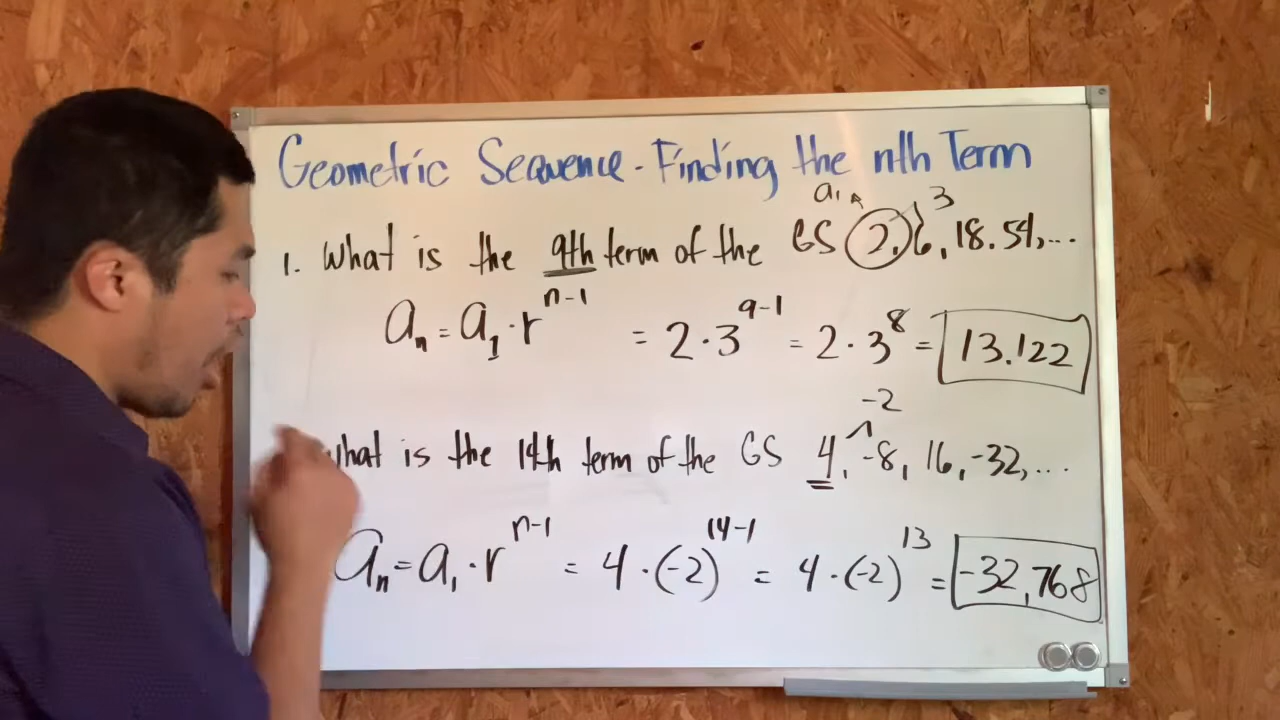 Geometric Sequence - Finding the nth Term
a₁ 3
1. What is the 9th term of the GS 2, 6, 18, 54, ...
aₙ = a₁ · r^(n-1) = 2 · 3^(9-1) = 2 · 3^8 = 13,122
-2
What is the 14th term of the GS 4, -8, 16, -32, ...
aₙ = a₁ · r^(n-1) = 4 · (-2)^(14-1) = 4 · (-2)^13 = -32,768